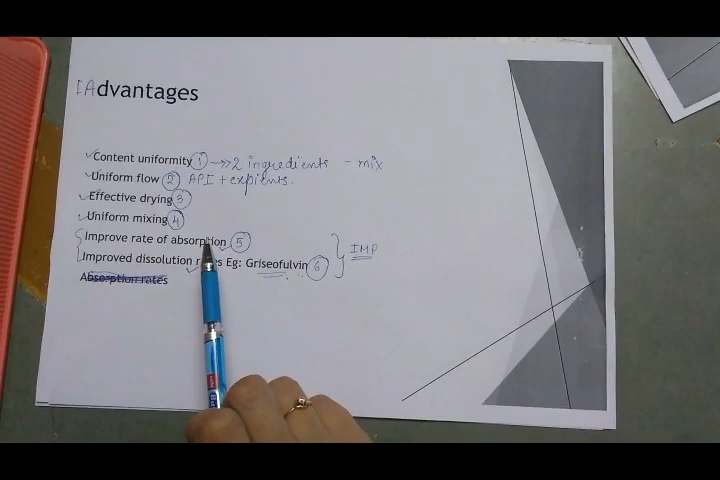 Advantages
Content uniformity 1 → 2 ingredients - mix
Uniform flow 2 API + expients.
Effective drying 3
Uniform mixing 4
Improve rate of absorption 5
Improved dissolution rates Eg: Griseofulvin 6 IMP
Absorption rates